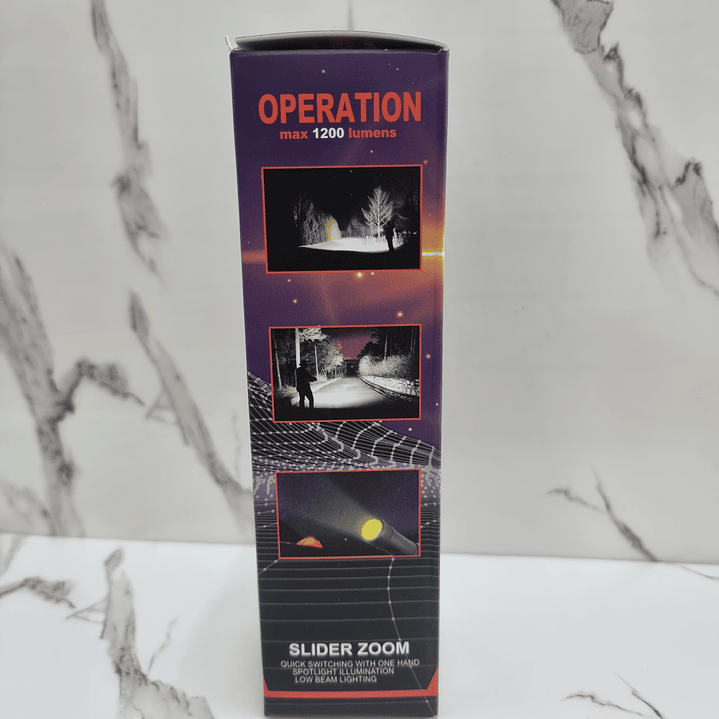 OPERATION
max 1200 lumens
SLIDER ZOOM
QUICK SWITCHING WITH ONE HAND
SPOTLIGHT ILLUMINATION
LOW BEAM LIGHTING